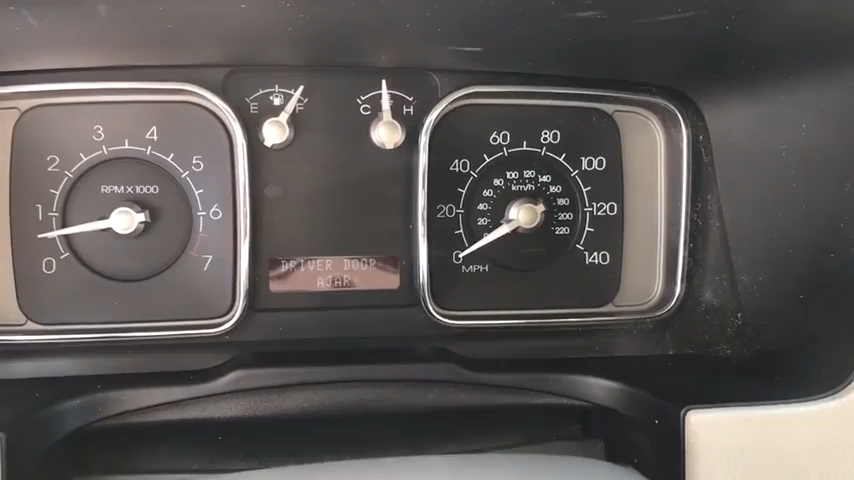 0 1 2 3 4 5 6 7
RPM X 1000
E F
C H
DRIVER DOOR
AJAR
0 20 40 60 80 100 120 140
MPH
20 40 60 80 100 120 140 160 180 200 220
km/h